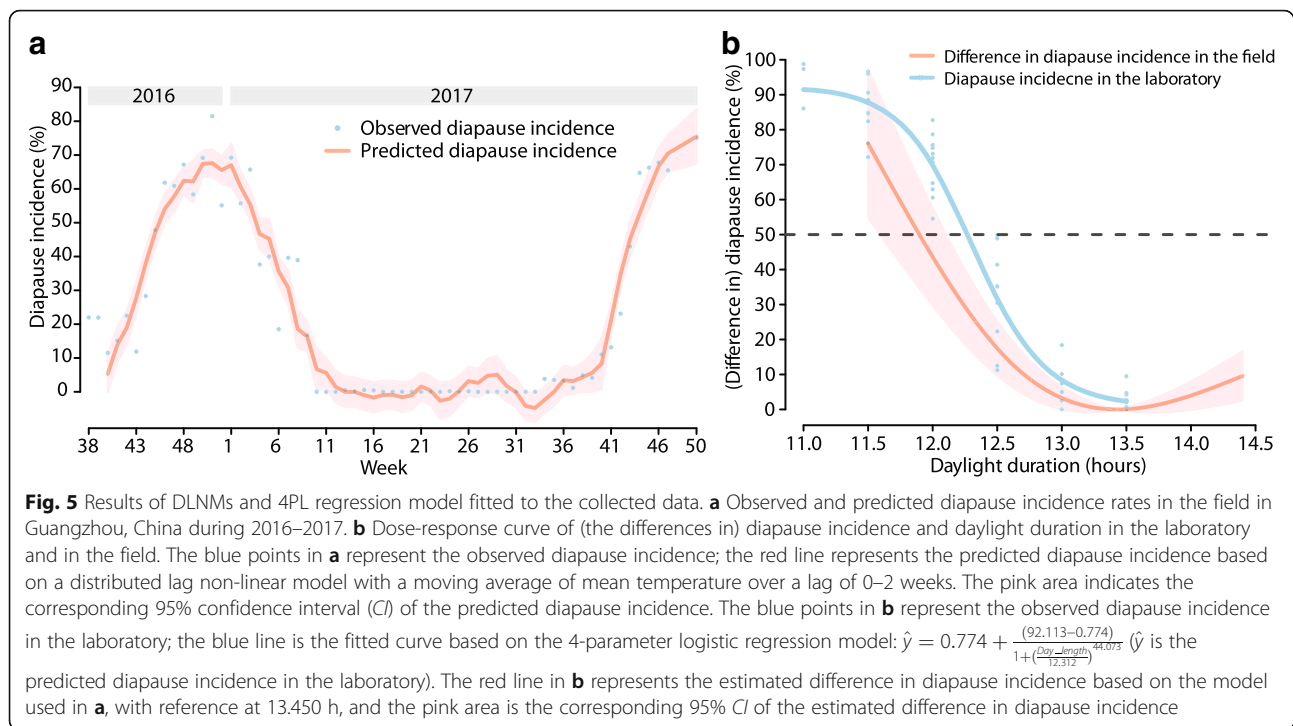 a
2016 2017
Observed diapause incidence
Predicted diapause incidence
Diapause incidence (%)
90
80
70
60
50
40
30
20
10
0
38 43 48 1 6 11 16 21 26 31 36 41 46 50
Week
b
Difference in diapause incidence in the field
Diapause incidecne in the laboratory
(Difference in) diapause incidence (%)
100
90
80
70
60
50
40
30
20
10
0
11.0 11.5 12.0 12.5 13.0 13.5 14.0 14.5
Daylight duration (hours)
Fig. 5 Results of DLNMs and 4PL regression model fitted to the collected data. a Observed and predicted diapause incidence rates in the field in
Guangzhou, China during 2016–2017. b Dose-response curve of (the differences in) diapause incidence and daylight duration in the laboratory
and in the field. The blue points in a represent the observed diapause incidence; the red line represents the predicted diapause incidence based
on a distributed lag non-linear model with a moving average of mean temperature over a lag of 0–2 weeks. The pink area indicates the
corresponding 95% confidence interval (CI) of the predicted diapause incidence. The blue points in b represent the observed diapause incidence
in the laboratory; the blue line is the fitted curve based on the 4-parameter logistic regression model: ŷ = 0.774 + (92.113−0.774) / 1+(Day_length/12.312)^44.073 (ŷ is the
predicted diapause incidence in the laboratory). The red line in b represents the estimated difference in diapause incidence based on the model
used in a, with reference at 13.450 h, and the pink area is the corresponding 95% CI of the estimated difference in diapause incidence